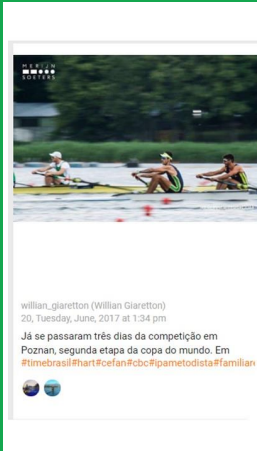 MERIJN
SOETERS
willian_giaretton (Willian Giaretton)
20, Tuesday, June, 2017 at 1:34 pm
Já se passaram três dias da competição em
Poznan, segunda etapa da copa do mundo. Em
#timebrasil#hart#cefan#cbc#ipametodista#familiare